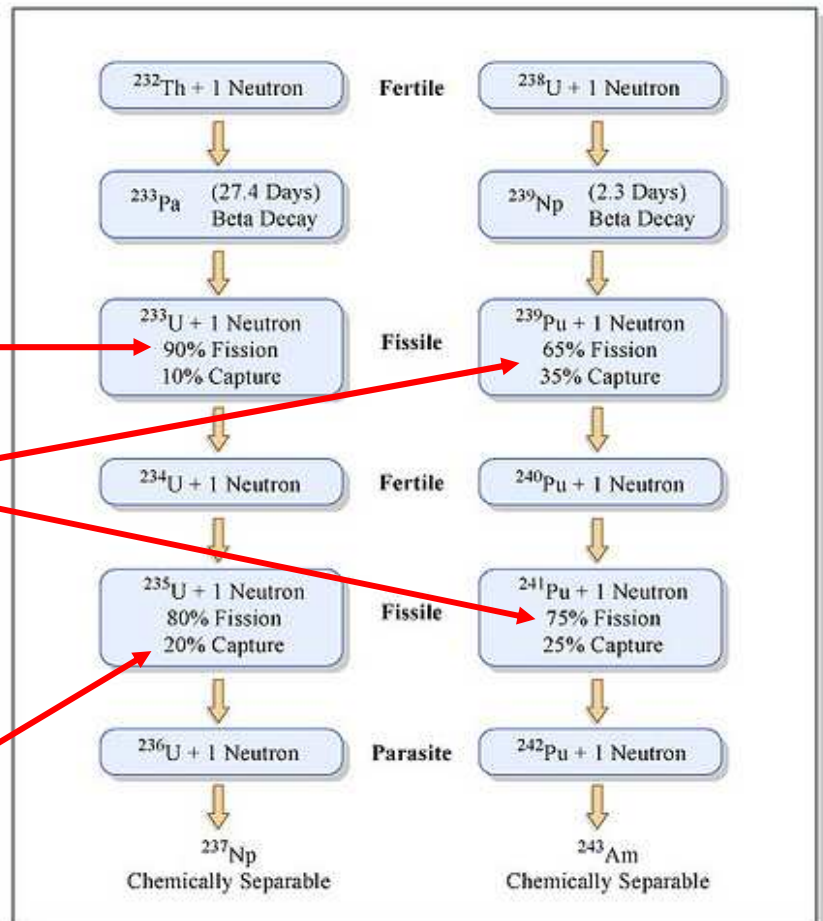 ²³²Th + 1 Neutron
Fertile
²³⁸U + 1 Neutron
²³³Pa (27.4 Days)
Beta Decay
²³⁹Np (2.3 Days)
Beta Decay
²³³U + 1 Neutron
90% Fission
10% Capture
Fissile
²³⁹Pu + 1 Neutron
65% Fission
35% Capture
²³⁴U + 1 Neutron
Fertile
²⁴⁰Pu + 1 Neutron
²³⁵U + 1 Neutron
80% Fission
20% Capture
Fissile
²⁴¹Pu + 1 Neutron
75% Fission
25% Capture
²³⁶U + 1 Neutron
Parasite
²⁴²Pu + 1 Neutron
²³⁷Np
Chemically Separable
²⁴³Am
Chemically Separable